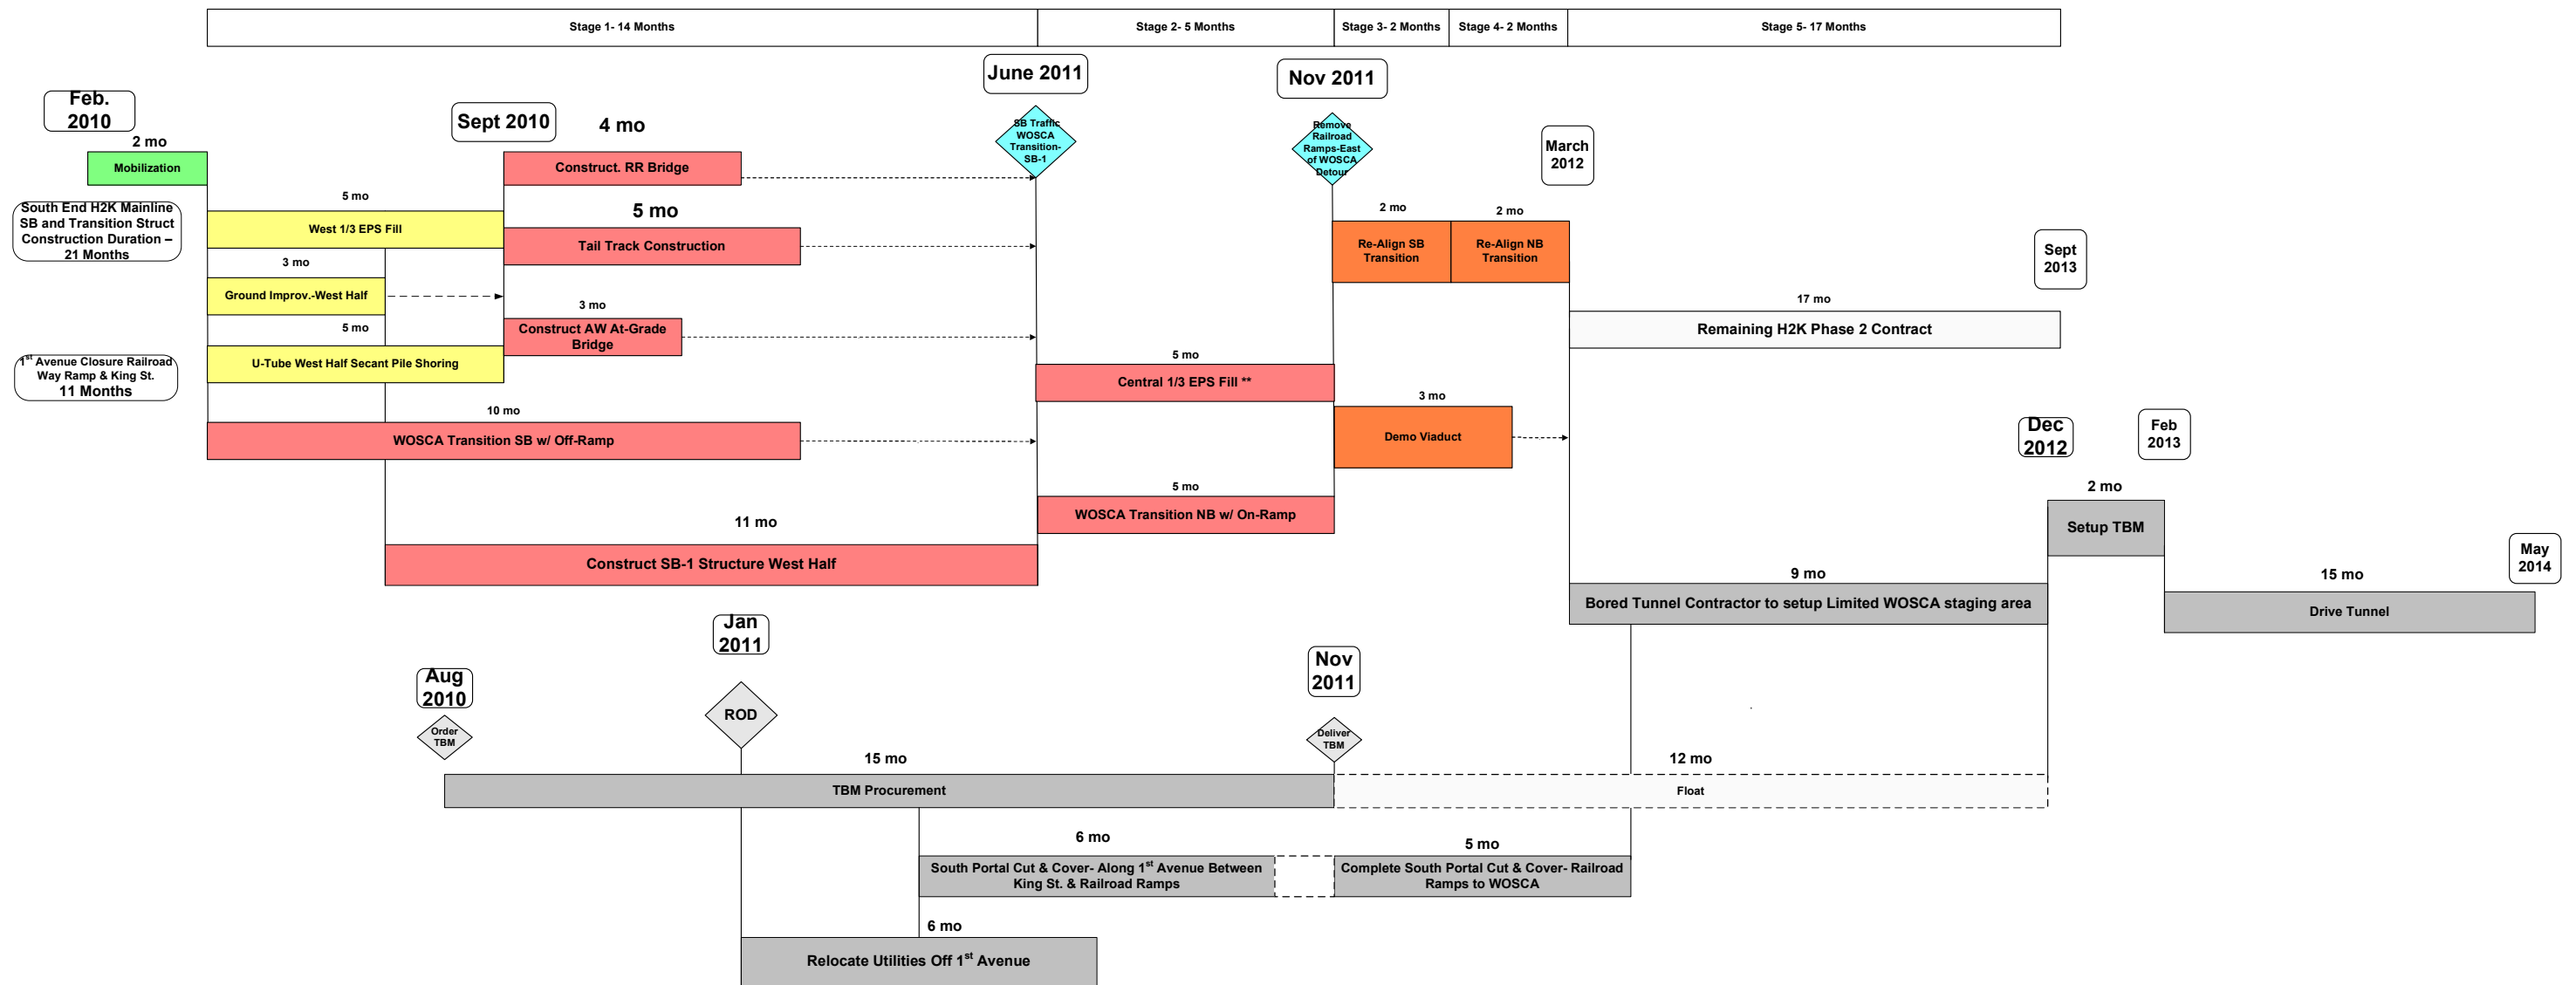 Stage 1- 14 Months
Stage 2- 5 Months
Stage 3- 2 Months
Stage 4- 2 Months
Stage 5- 17 Months
Feb.
2010
Sept 2010
June 2011
Nov 2011
March
2012
Sept
2013
2 mo
Mobilization
4 mo
Construct. RR Bridge
SB Traffic
WOSCA
Transition-
SB-1
Remove
Railroad
Ramps-East
of WOSCA
Detour
South End H2K Mainline
SB and Transition Struct
Construction Duration –
21 Months
5 mo
West 1/3 EPS Fill
5 mo
Tail Track Construction
2 mo
Re-Align SB
Transition
2 mo
Re-Align NB
Transition
3 mo
Ground Improv.-West Half
3 mo
Construct AW At-Grade
Bridge
17 mo
Remaining H2K Phase 2 Contract
1st Avenue Closure Railroad
Way Ramp & King St.
11 Months
5 mo
U-Tube West Half Secant Pile Shoring
5 mo
Central 1/3 EPS Fill **
10 mo
WOSCA Transition SB w/ Off-Ramp
3 mo
Demo Viaduct
Dec
2012
Feb
2013
5 mo
WOSCA Transition NB w/ On-Ramp
2 mo
Setup TBM
11 mo
Construct SB-1 Structure West Half
9 mo
Bored Tunnel Contractor to setup Limited WOSCA staging area
May
2014
15 mo
Drive Tunnel
Jan
2011
Aug
2010
Nov
2011
Order
TBM
ROD
Deliver
TBM
15 mo
TBM Procurement
12 mo
Float
6 mo
South Portal Cut & Cover- Along 1st Avenue Between
King St. & Railroad Ramps
5 mo
Complete South Portal Cut & Cover- Railroad
Ramps to WOSCA
6 mo
Relocate Utilities Off 1st Avenue